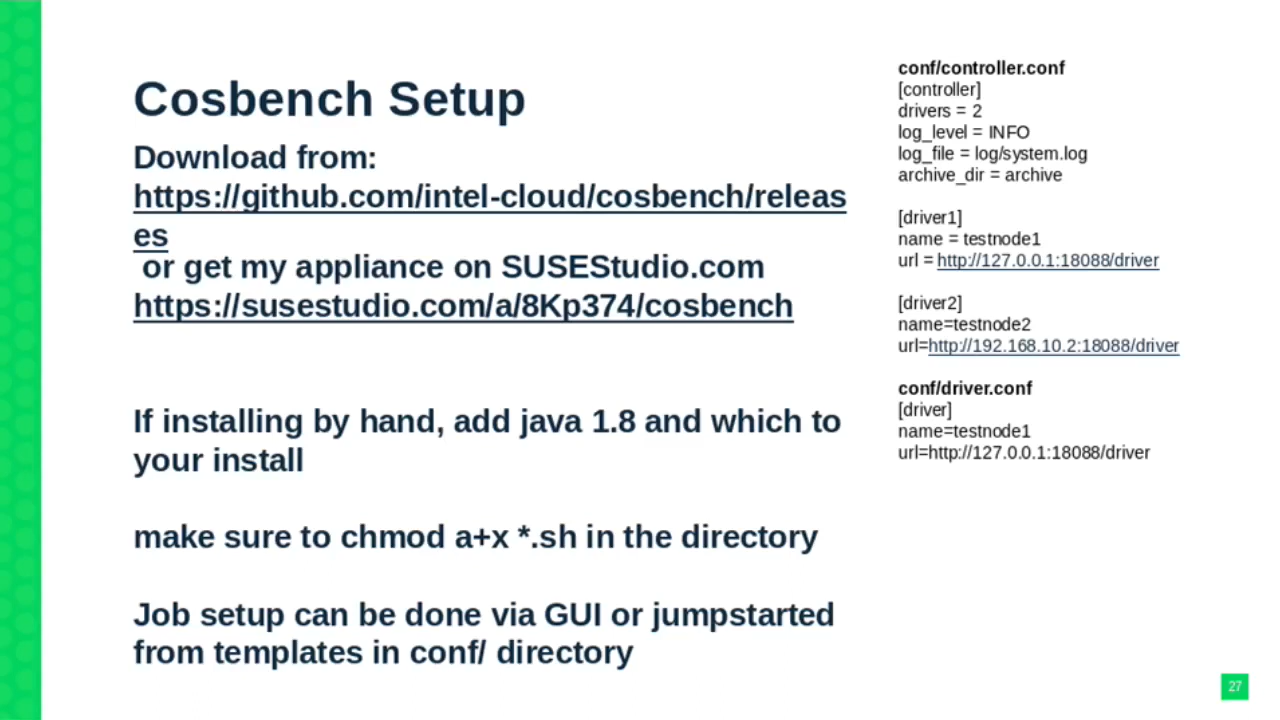 Cosbench Setup
Download from:
https://github.com/intel-cloud/cosbench/releas
es
or get my appliance on SUSEStudio.com
https://susestudio.com/a/8Kp374/cosbench
If installing by hand, add java 1.8 and which to
your install
make sure to chmod a+x *.sh in the directory
Job setup can be done via GUI or jumpstarted
from templates in conf/ directory
conf/controller.conf
[controller]
drivers = 2
log_level = INFO
log_file = log/system.log
archive_dir = archive
[driver1]
name = testnode1
url = http://127.0.0.1:18088/driver
[driver2]
name=testnode2
url=http://192.168.10.2:18088/driver
conf/driver.conf
[driver]
name=testnode1
url=http://127.0.0.1:18088/driver
27